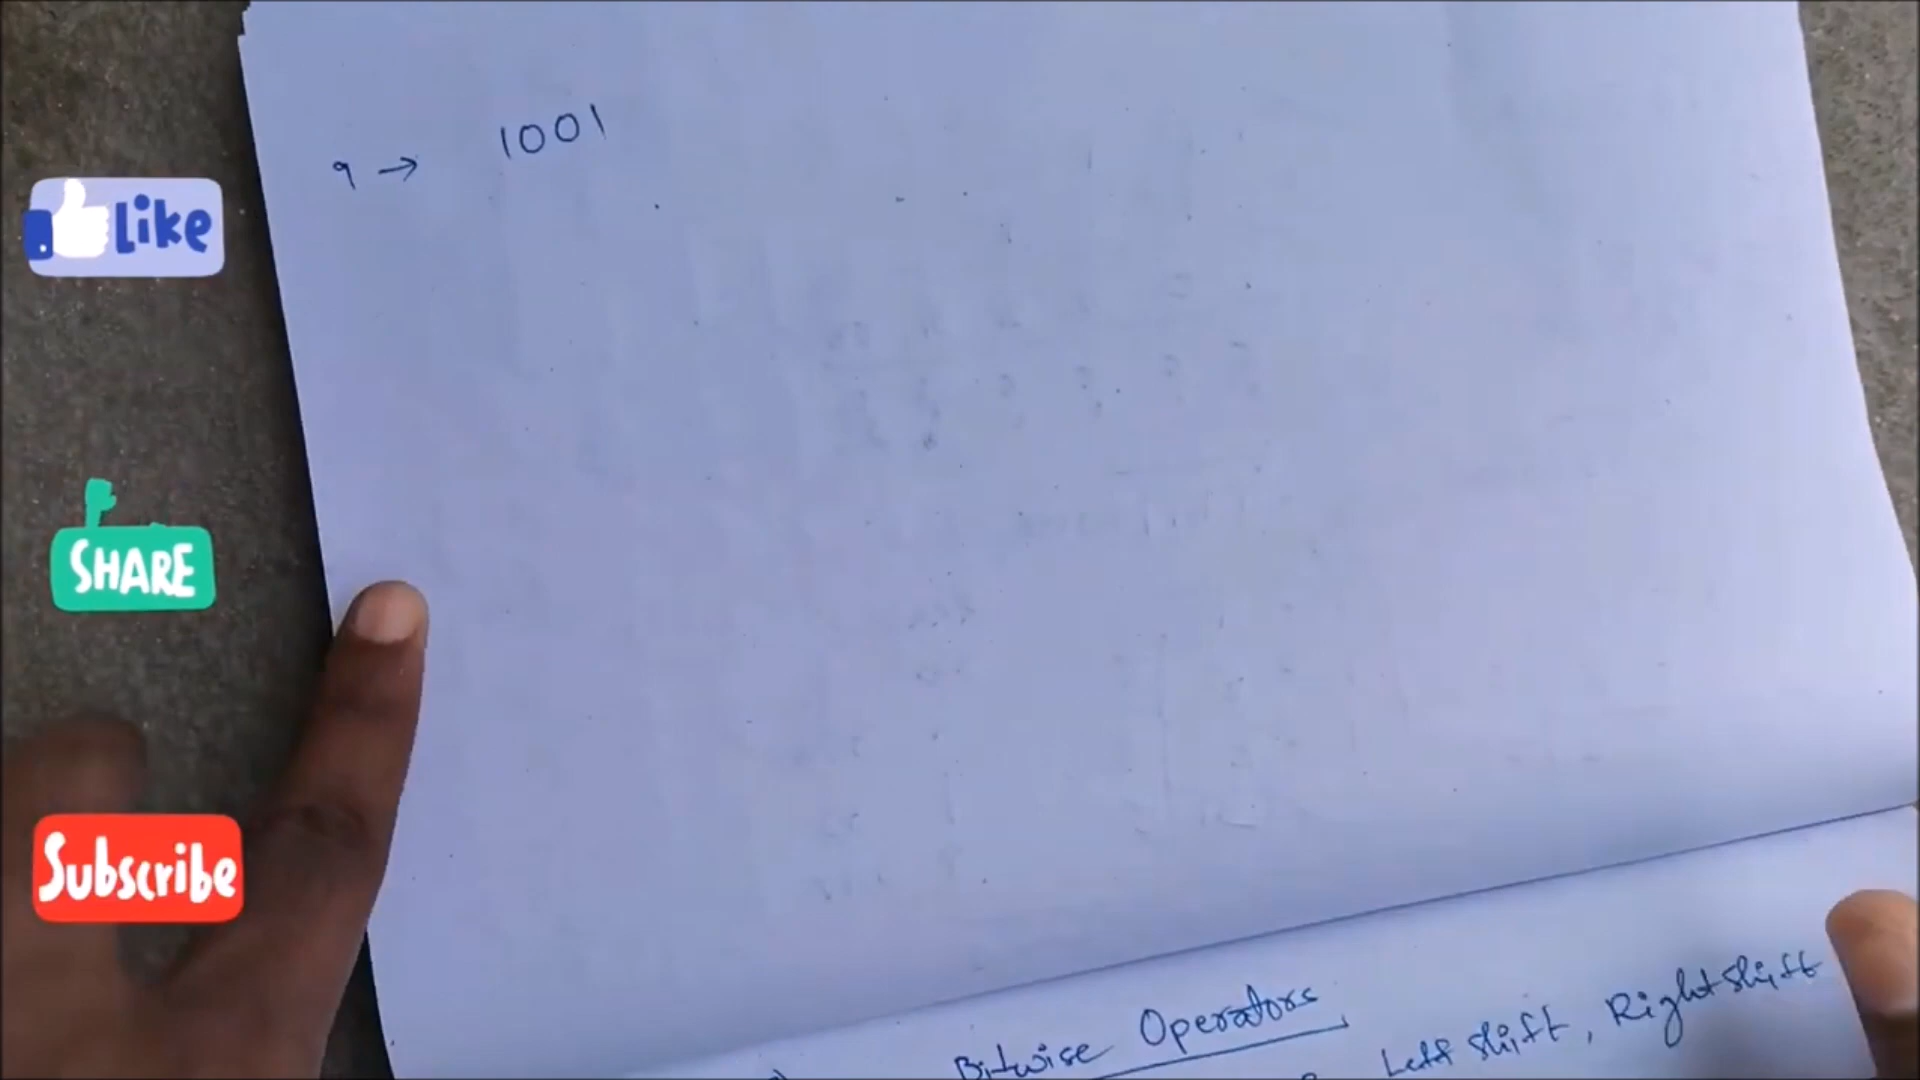 9 → 1001
Like
SHARE
Subscribe
Bitwise Operators
Left shift, Right shift